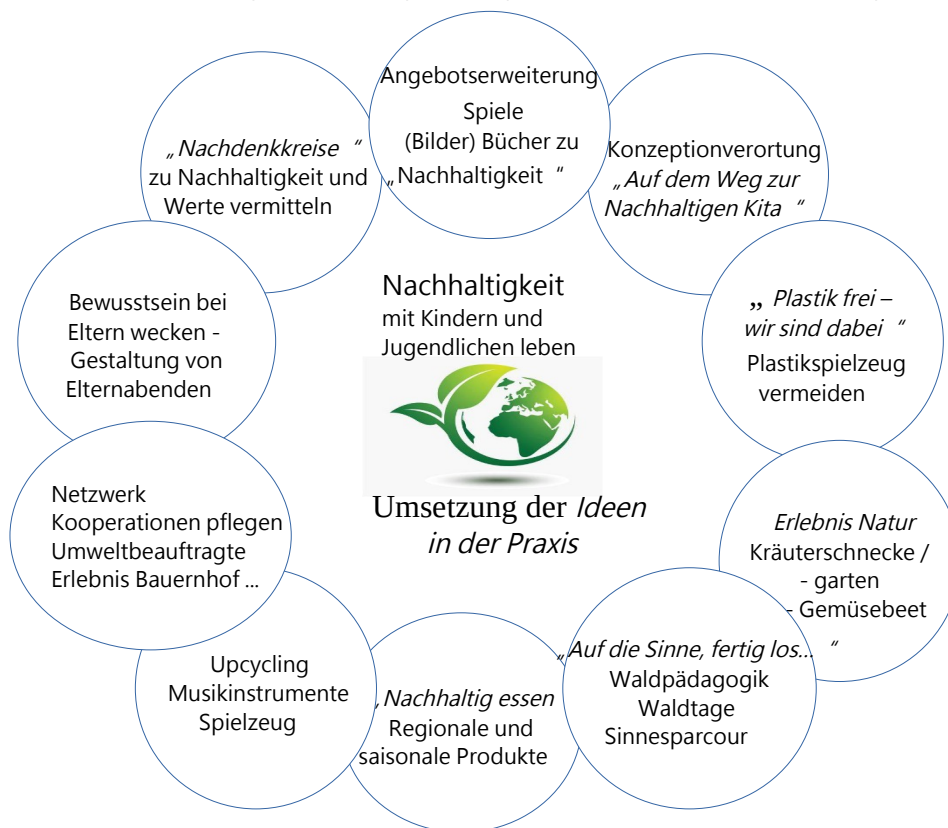 Angebotserweiterung
Spiele
(Bilder) Bücher zu
„Nachhaltigkeit “
Konzeptionverortung
„Auf dem Weg zur
Nachhaltigen Kita “
„ Plastik frei –
wir sind dabei “
Plastikspielzeug
vermeiden
Erlebnis Natur
Kräuterschnecke /
- garten
- Gemüsebeet
„Auf die Sinne, fertig los... “
Waldpädagogik
Waldtage
Sinnesparcour
„Nachhaltig essen
Regionale und
saisonale Produkte
Upcycling
Musikinstrumente
Spielzeug
Netzwerk
Kooperationen pflegen
Umweltbeauftragte
Erlebnis Bauernhof ...
Bewusstsein bei
Eltern wecken -
Gestaltung von
Elternabenden
„Nachdenkkreise “
zu Nachhaltigkeit und
Werte vermitteln
Nachhaltigkeit
mit Kindern und
Jugendlichen leben
Umsetzung der Ideen
in der Praxis